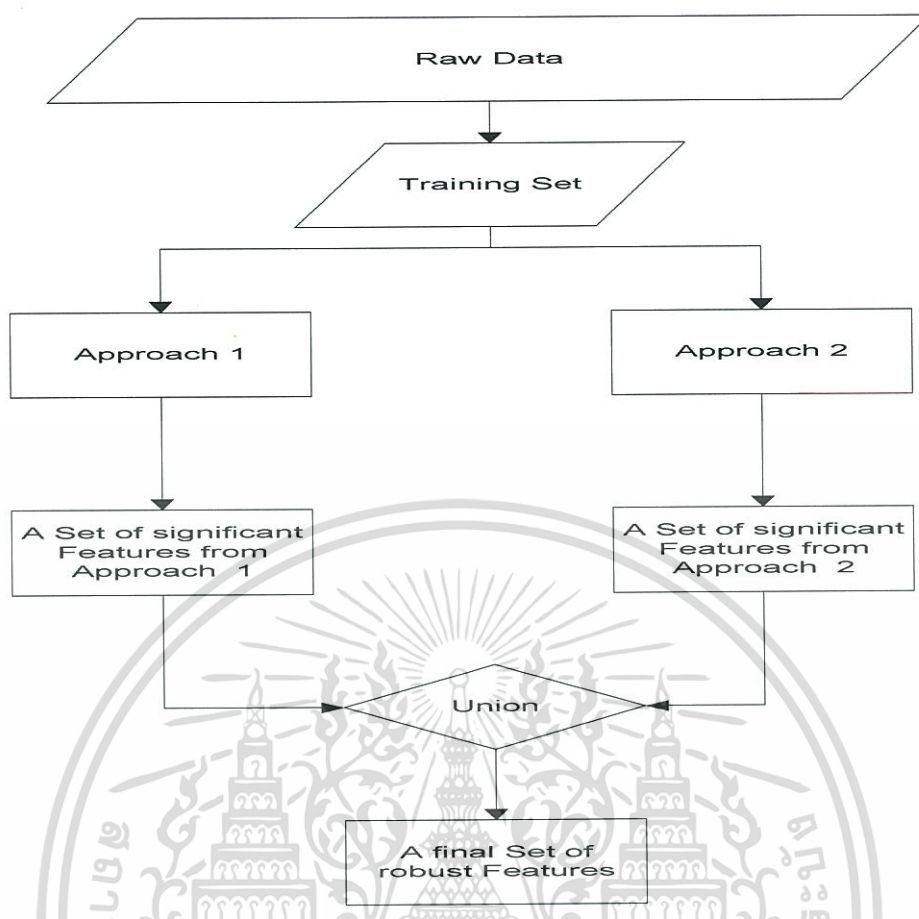 Raw Data
Training Set
Approach 1
Approach 2
A Set of significant
Features from
Approach 1
A Set of significant
Features from
Approach 2
Union
A final Set of
robust Features